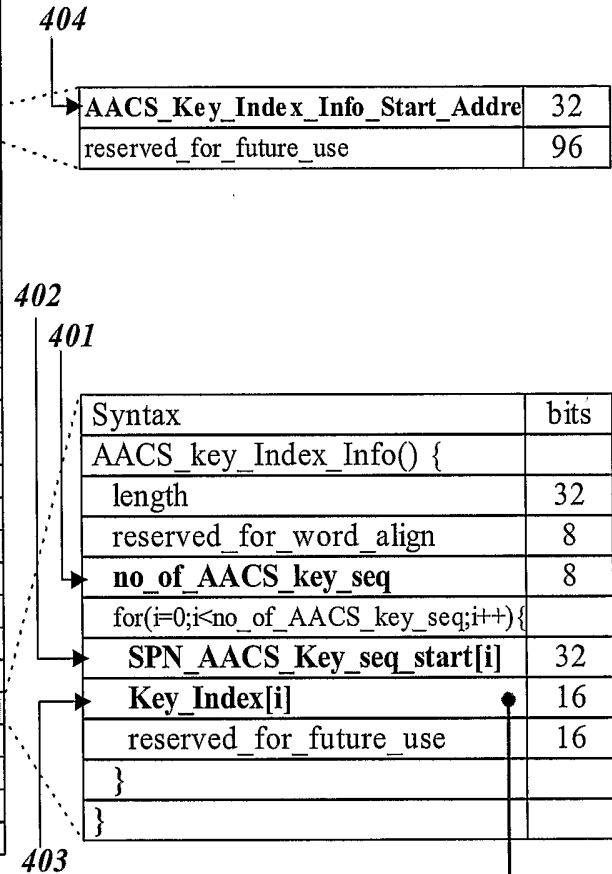 404
AACS_Key_Index_Info_Start_Addre 32
reserved_for_future_use 96
402
401
Syntax bits
AACS_key_Index_Info() {
length 32
reserved_for_word_align 8
no_of_AACS_key_seq 8
for(i=0;i<no_of_AACS_key_seq;i++){
SPN_AACS_Key_seq_start[i] 32
Key_Index[i] 16
reserved_for_future_use 16
}
}
403